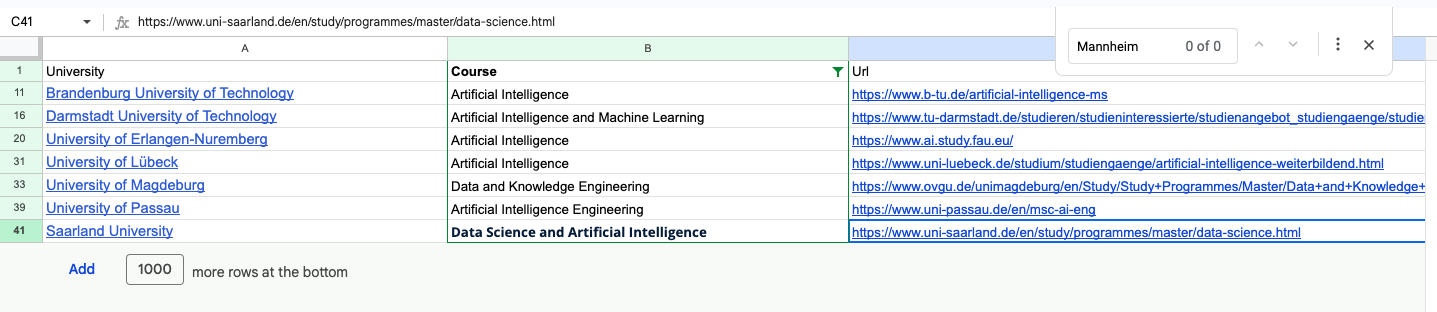 C41 fx https://www.uni-saarland.de/en/study/programmes/master/data-science.html
Mannheim 0 of 0
A B
1 University Course Url
11 Brandenburg University of Technology Artificial Intelligence https://www.b-tu.de/artificial-intelligence-ms
16 Darmstadt University of Technology Artificial Intelligence and Machine Learning https://www.tu-darmstadt.de/studieren/studieninteressierte/studienangebot_studiengaenge/studie
20 University of Erlangen-Nuremberg Artificial Intelligence https://www.ai.study.fau.eu/
31 University of Lübeck Artificial Intelligence https://www.uni-luebeck.de/studium/studiengaenge/artificial-intelligence-weiterbildend.html
33 University of Magdeburg Data and Knowledge Engineering https://www.ovgu.de/unimagdeburg/en/Study/Study+Programmes/Master/Data+and+Knowledge+
39 University of Passau Artificial Intelligence Engineering https://www.uni-passau.de/en/msc-ai-eng
41 Saarland University Data Science and Artificial Intelligence https://www.uni-saarland.de/en/study/programmes/master/data-science.html
Add 1000 more rows at the bottom